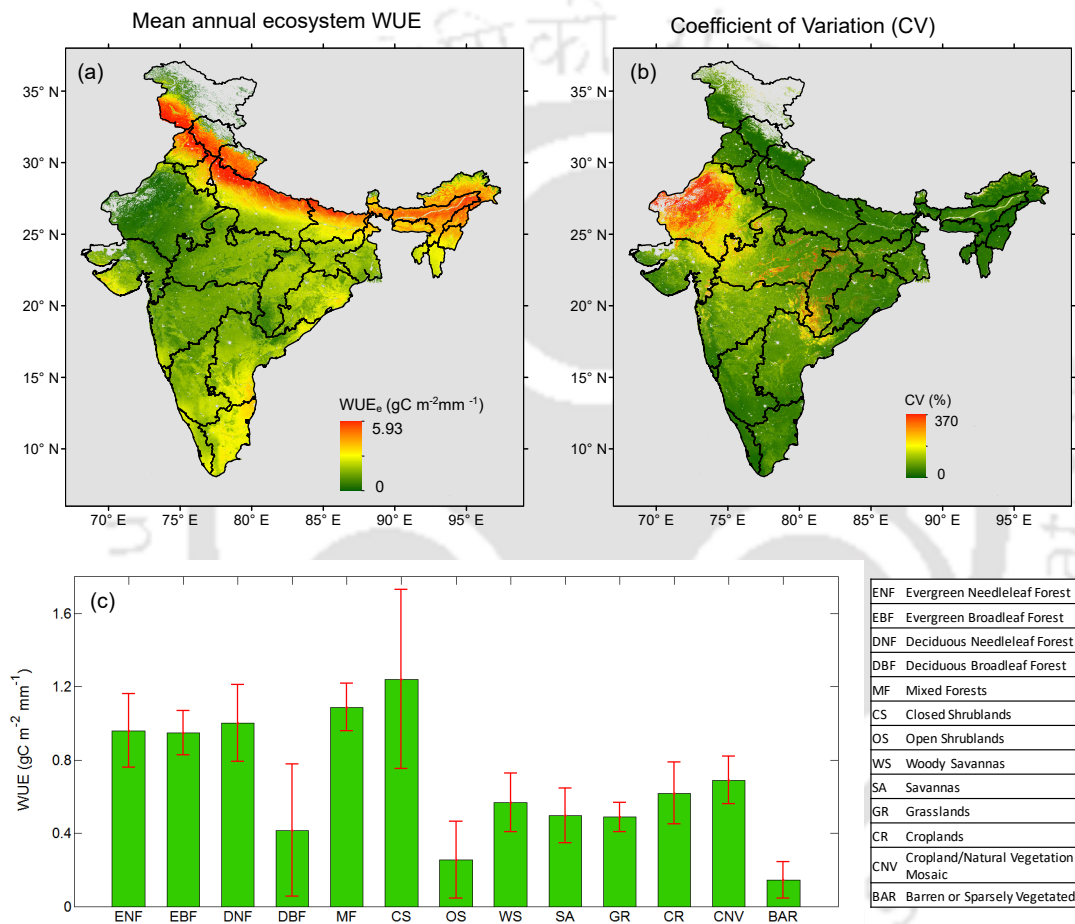 Mean annual ecosystem WUE
Coefficient of Variation (CV)
(a)
35° N
30° N
25° N
20° N
15° N
10° N
WUEₑ (gC m⁻²mm ⁻¹)
5.93
0
70° E 75° E 80° E 85° E 90° E 95° E
(b)
35° N
30° N
25° N
20° N
15° N
10° N
CV (%)
370
0
70° E 75° E 80° E 85° E 90° E 95° E
(c)
WUE (gC m⁻² mm⁻¹)
1.6
1.2
0.8
0.4
0
ENF EBF DNF DBF MF CS OS WS SA GR CR CNV BAR
ENF Evergreen Needleleaf Forest
EBF Evergreen Broadleaf Forest
DNF Deciduous Needleleaf Forest
DBF Deciduous Broadleaf Forest
MF Mixed Forests
CS Closed Shrublands
OS Open Shrublands
WS Woody Savannas
SA Savannas
GR Grasslands
CR Croplands
CNV Cropland/Natural Vegetation
Mosaic
BAR Barren or Sparsely Vegetated